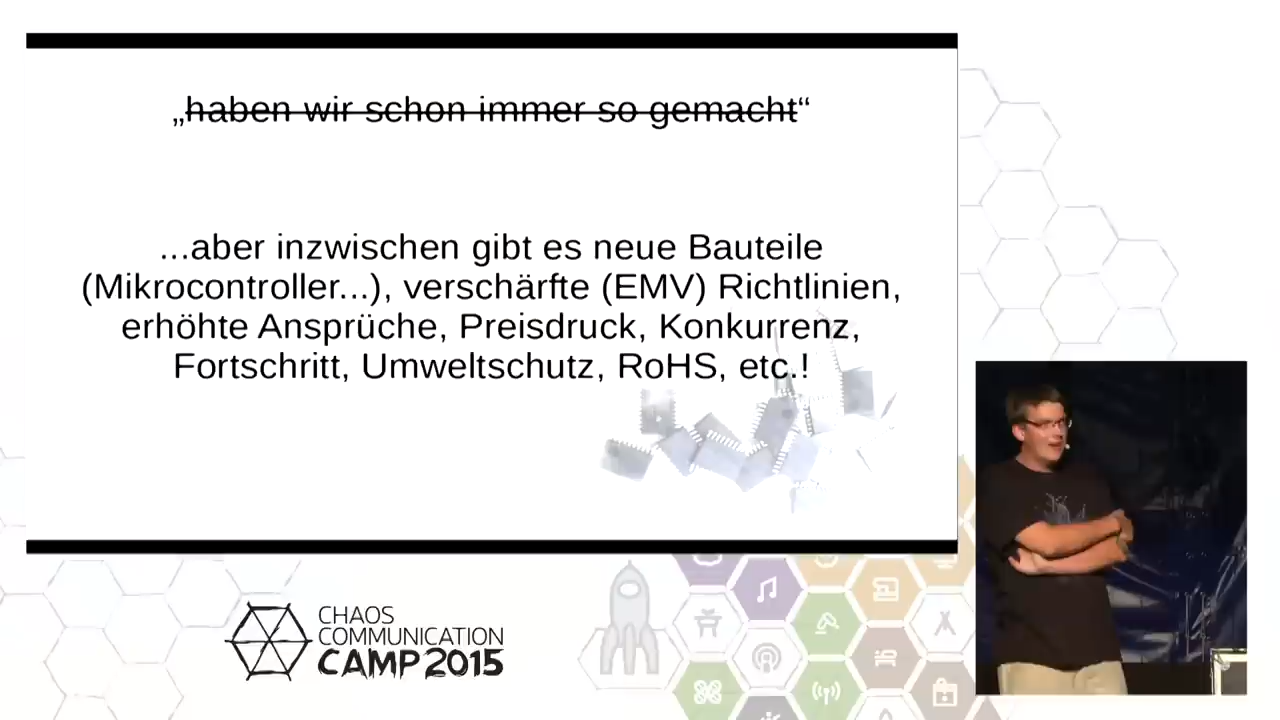 „haben wir schon immer so gemacht“
...aber inzwischen gibt es neue Bauteile
(Mikrocontroller...), verschärfte (EMV) Richtlinien,
erhöhte Ansprüche, Preisdruck, Konkurrenz,
Fortschritt, Umweltschutz, RoHS, etc.!
CHAOS
COMMUNICATION
CAMP 2015